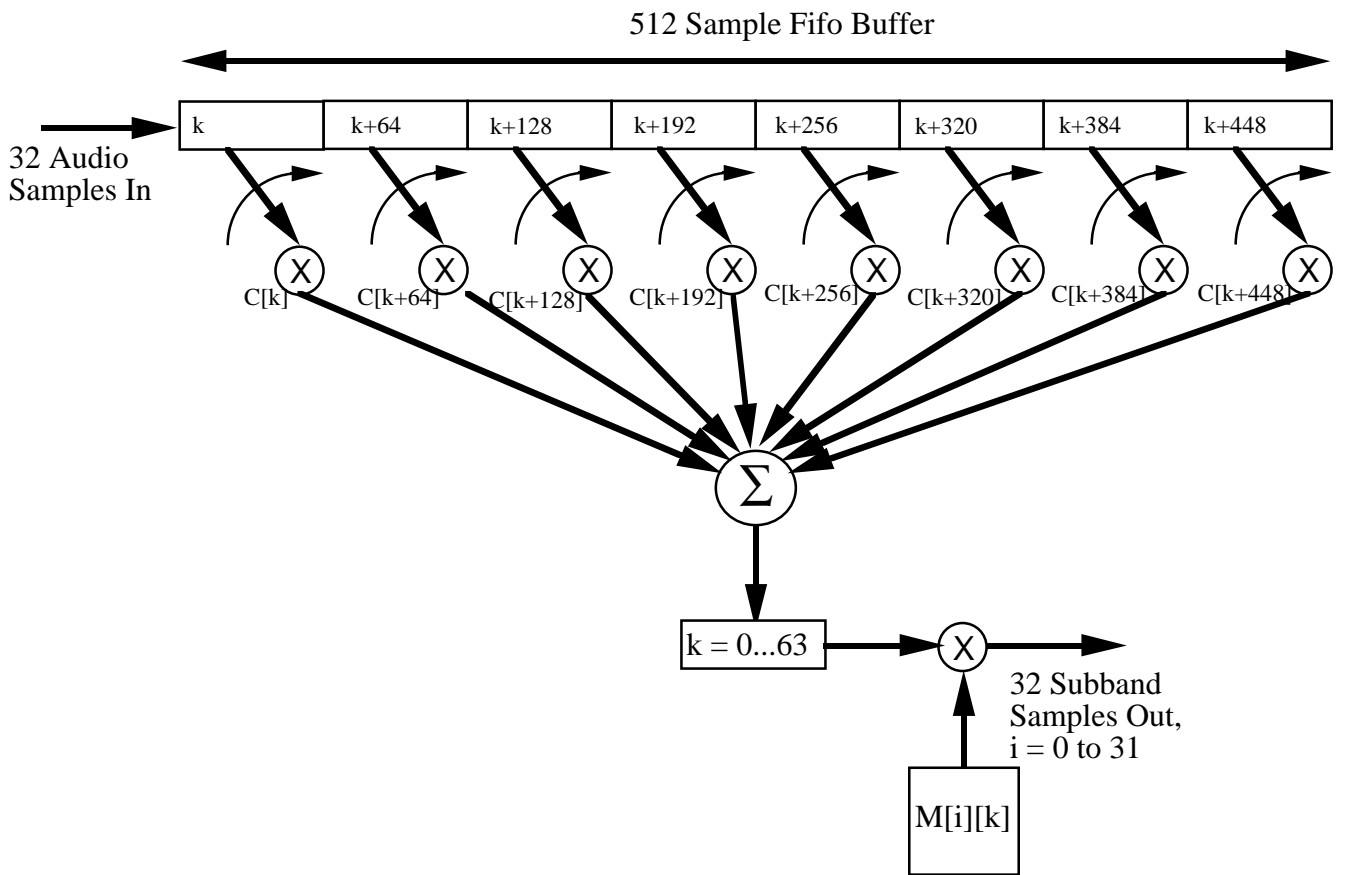 512 Sample Fifo Buffer
k
k+64
k+128
k+192
k+256
k+320
k+384
k+448
32 Audio
Samples In
X
X
X
X
X
X
X
X
C[k]
C[k+64]
C[k+128]
C[k+192]
C[k+256]
C[k+320]
C[k+384]
C[k+448]
Σ
k = 0...63
X
32 Subband
Samples Out,
i = 0 to 31
M[i][k]